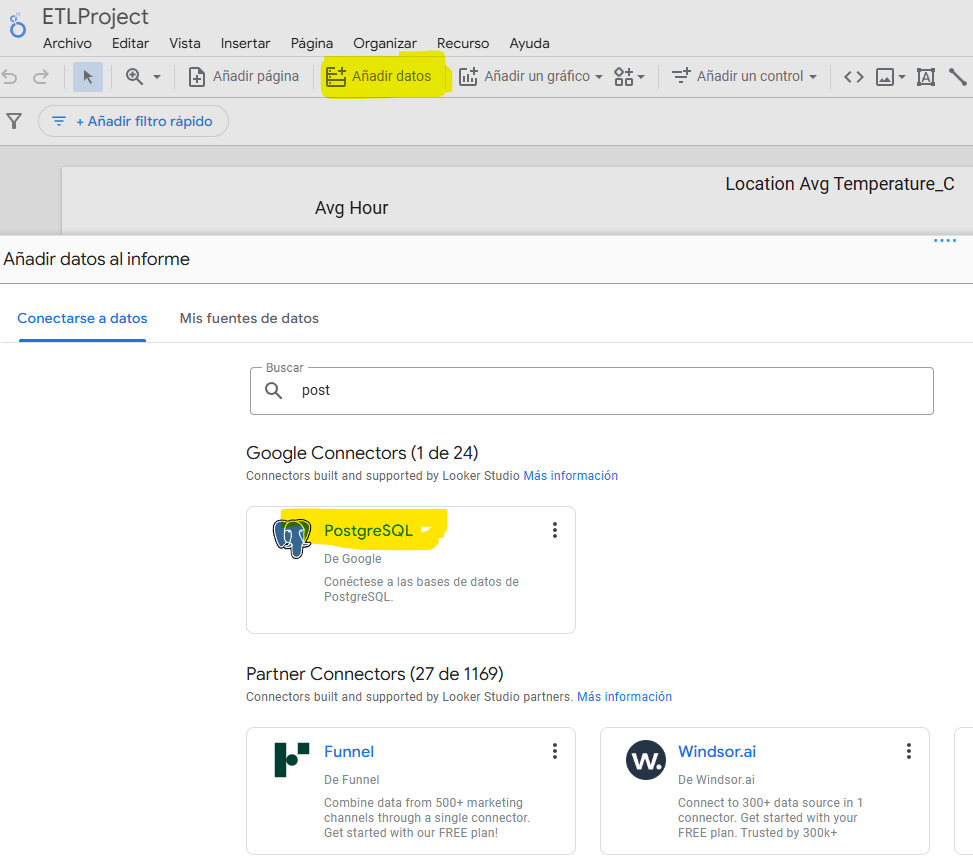 ETLProject
Archivo Editar Vista Insertar Página Organizar Recurso Ayuda
Añadir página Añadir datos Añadir un gráfico Añadir un control
+ Añadir filtro rápido
Location Avg Temperature_C
Avg Hour
Añadir datos al informe
Conectarse a datos Mis fuentes de datos
Buscar
post
Google Connectors (1 de 24)
Connectors built and supported by Looker Studio Más información
PostgreSQL
De Google
Conéctese a las bases de datos de
PostgreSQL.
Partner Connectors (27 de 1169)
Connectors built and supported by Looker Studio partners. Más información
Funnel
De Funnel
Combine data from 500+ marketing
channels through a single connector.
Get started with our FREE plan!
W.
Windsor.ai
De Windsor.ai
Connect to 300+ data source in 1
connector. Get started with your
FREE plan. Trusted by 300k+